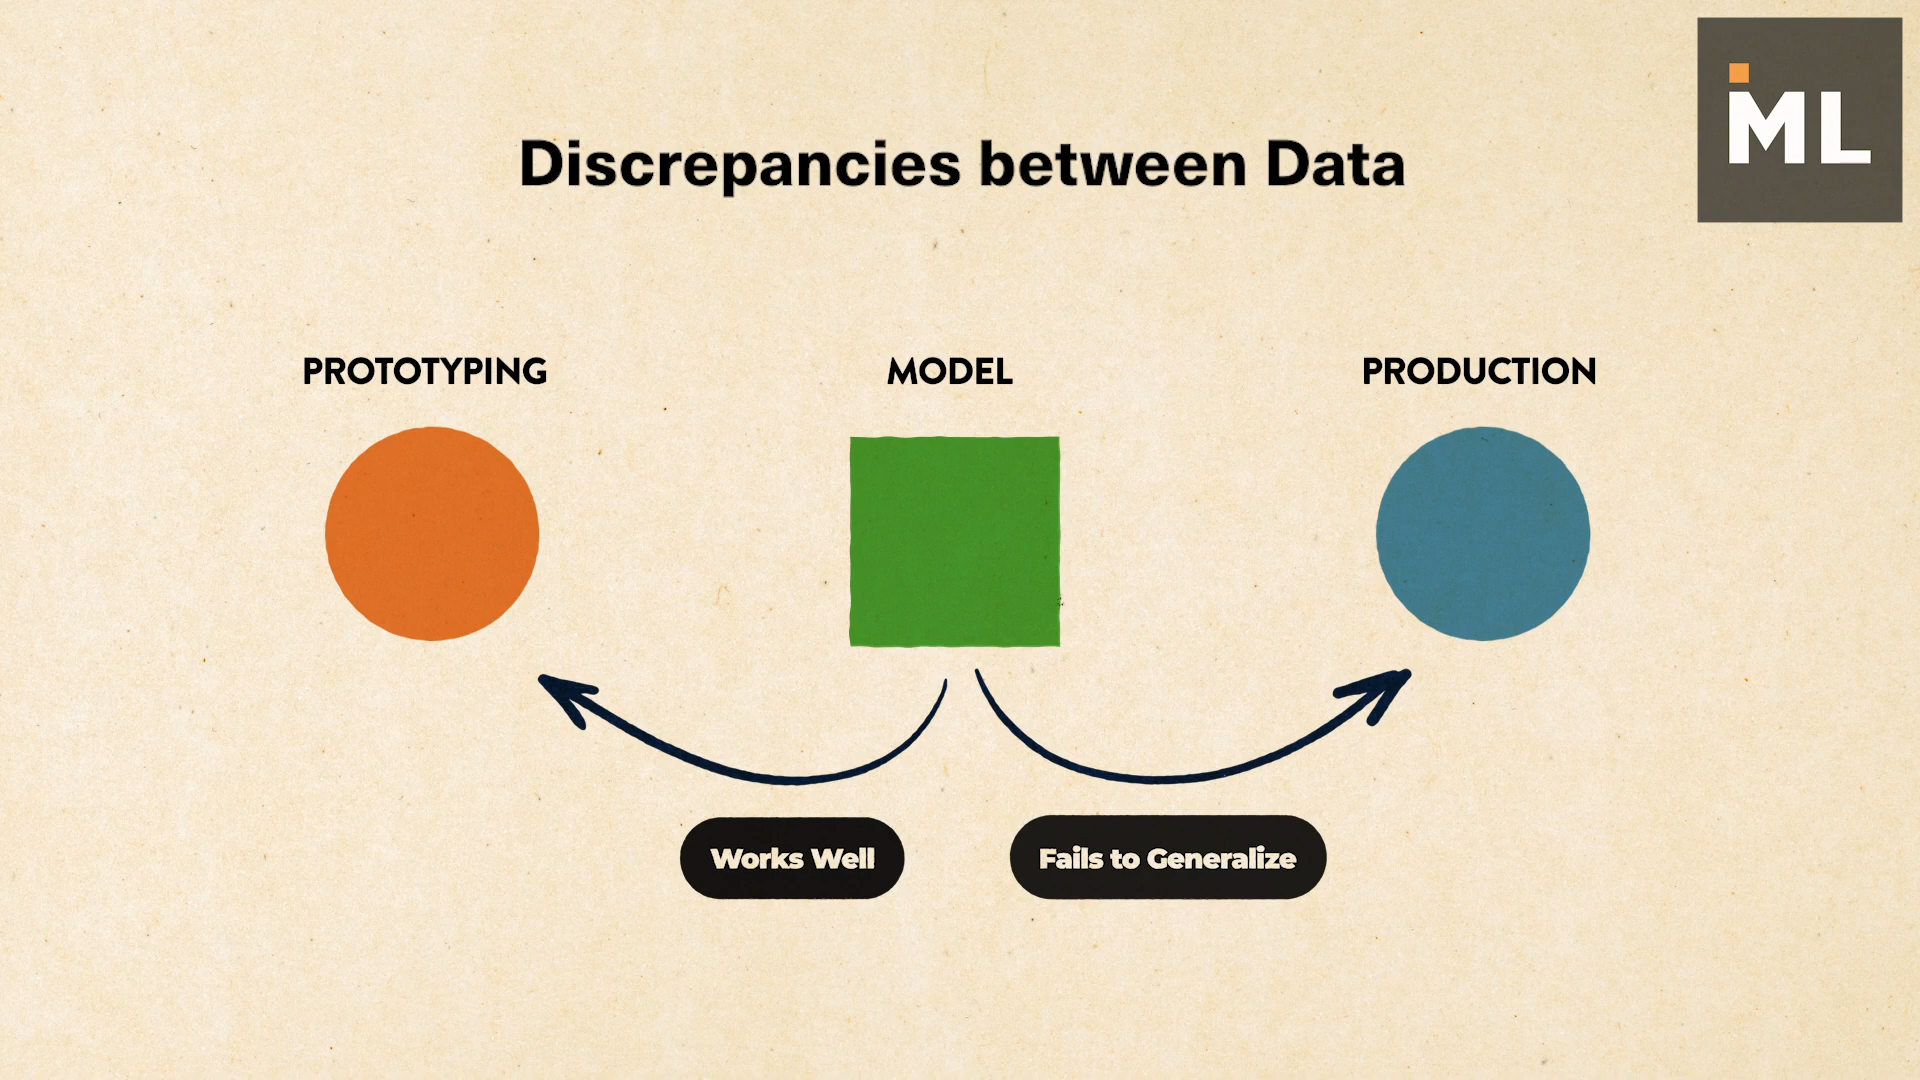 ML
Discrepancies between Data
PROTOTYPING
MODEL
PRODUCTION
Works Well
Fails to Generalize